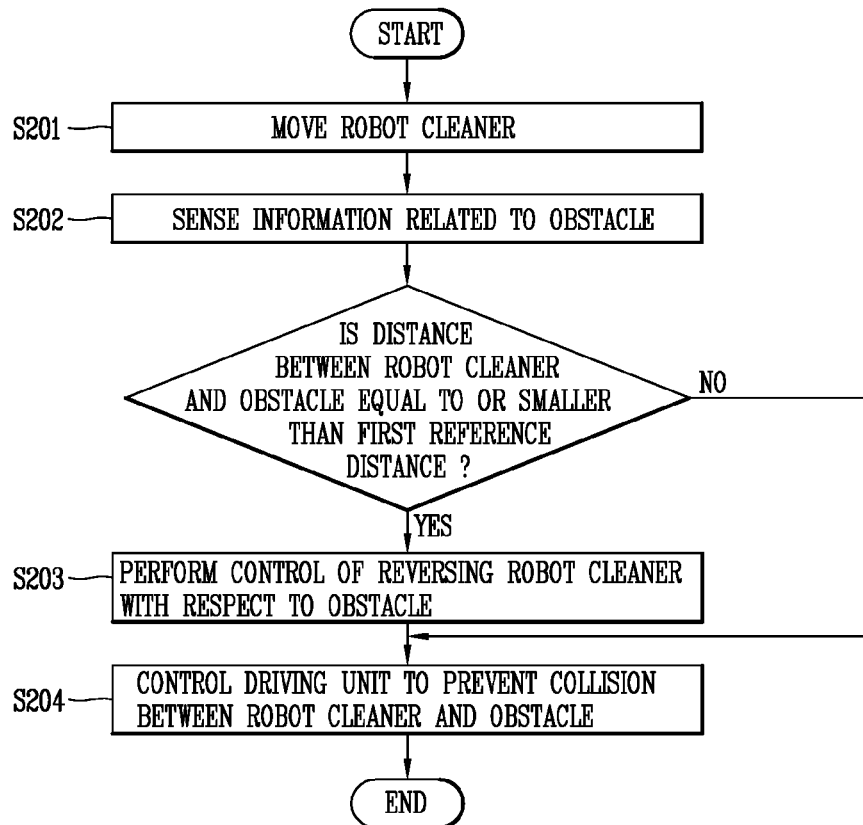 START
S201
MOVE ROBOT CLEANER
S202
SENSE INFORMATION RELATED TO OBSTACLE
IS DISTANCE
BETWEEN ROBOT CLEANER
AND OBSTACLE EQUAL TO OR SMALLER
THAN FIRST REFERENCE
DISTANCE ?
NO
YES
S203
PERFORM CONTROL OF REVERSING ROBOT CLEANER
WITH RESPECT TO OBSTACLE
S204
CONTROL DRIVING UNIT TO PREVENT COLLISION
BETWEEN ROBOT CLEANER AND OBSTACLE
END